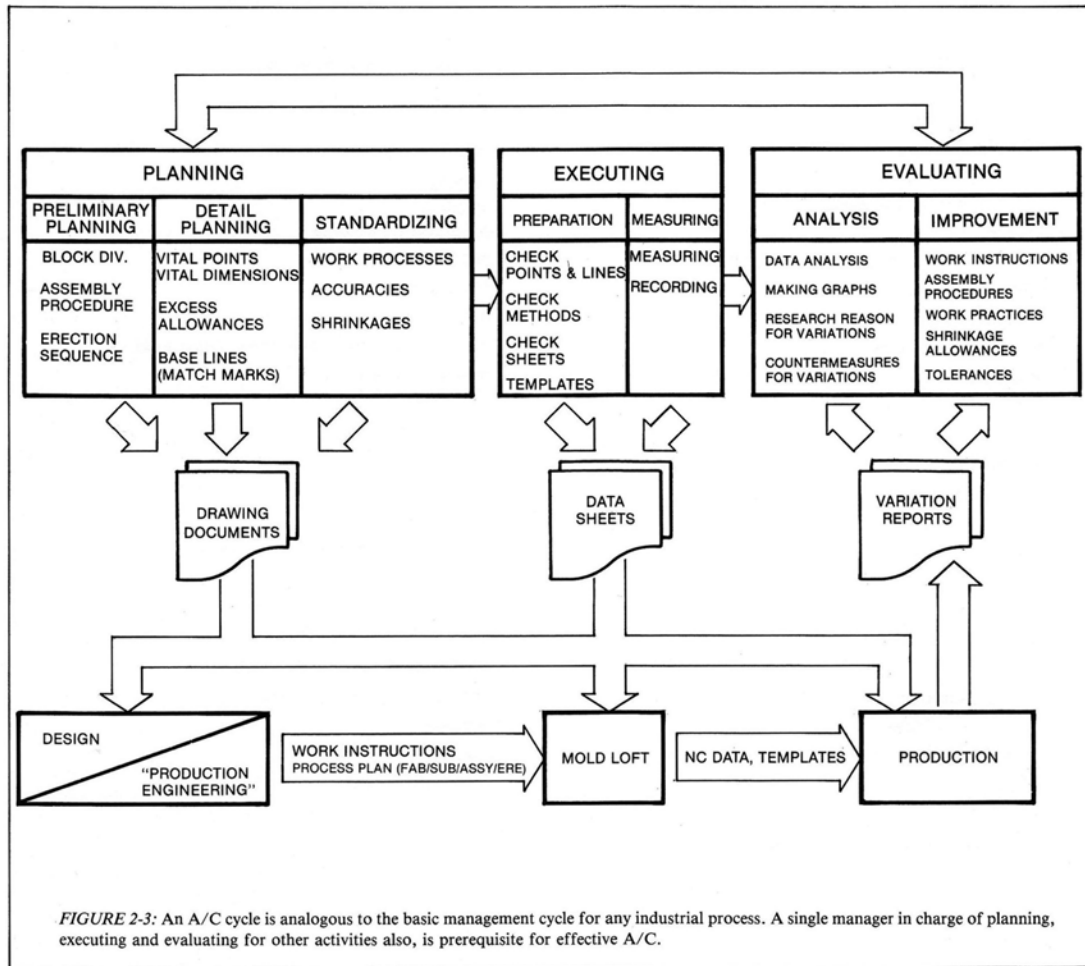 PLANNING
PRELIMINARY
PLANNING
BLOCK DIV.
ASSEMBLY
PROCEDURE
ERECTION
SEQUENCE
DETAIL
PLANNING
VITAL POINTS
VITAL DIMENSIONS
EXCESS
ALLOWANCES
BASE LINES
(MATCH MARKS)
STANDARDIZING
WORK PROCESSES
ACCURACIES
SHRINKAGES
EXECUTING
PREPARATION
CHECK
POINTS & LINES
CHECK
METHODS
CHECK
SHEETS
TEMPLATES
MEASURING
MEASURING
RECORDING
EVALUATING
ANALYSIS
DATA ANALYSIS
MAKING GRAPHS
RESEARCH REASON
FOR VARIATIONS
COUNTERMEASURES
FOR VARIATIONS
IMPROVEMENT
WORK INSTRUCTIONS
ASSEMBLY
PROCEDURES
WORK PRACTICES
SHRINKAGE
ALLOWANCES
TOLERANCES
DRAWING
DOCUMENTS
DATA
SHEETS
VARIATION
REPORTS
DESIGN
"PRODUCTION
ENGINEERING"
WORK INSTRUCTIONS
PROCESS PLAN (FAB/SUB/ASSY/ERE)
MOLD LOFT
NC DATA, TEMPLATES
PRODUCTION
FIGURE 2-3: An A/C cycle is analogous to the basic management cycle for any industrial process. A single manager in charge of planning,
executing and evaluating for other activities also, is prerequisite for effective A/C.